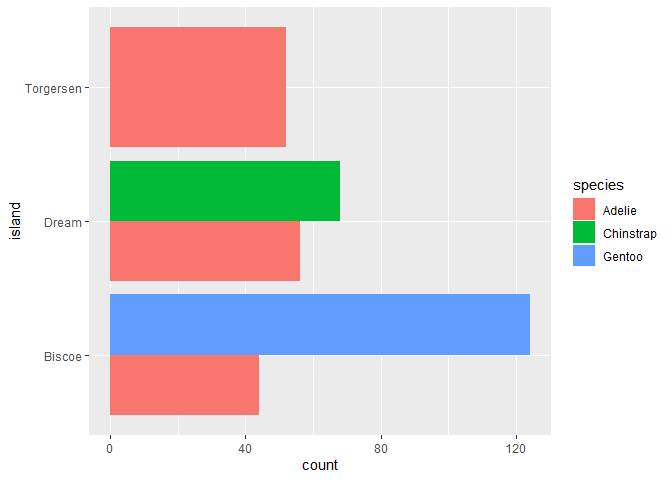 Torgersen
Dream
Biscoe
island
0 40 80 120
count
species
Adelie
Chinstrap
Gentoo